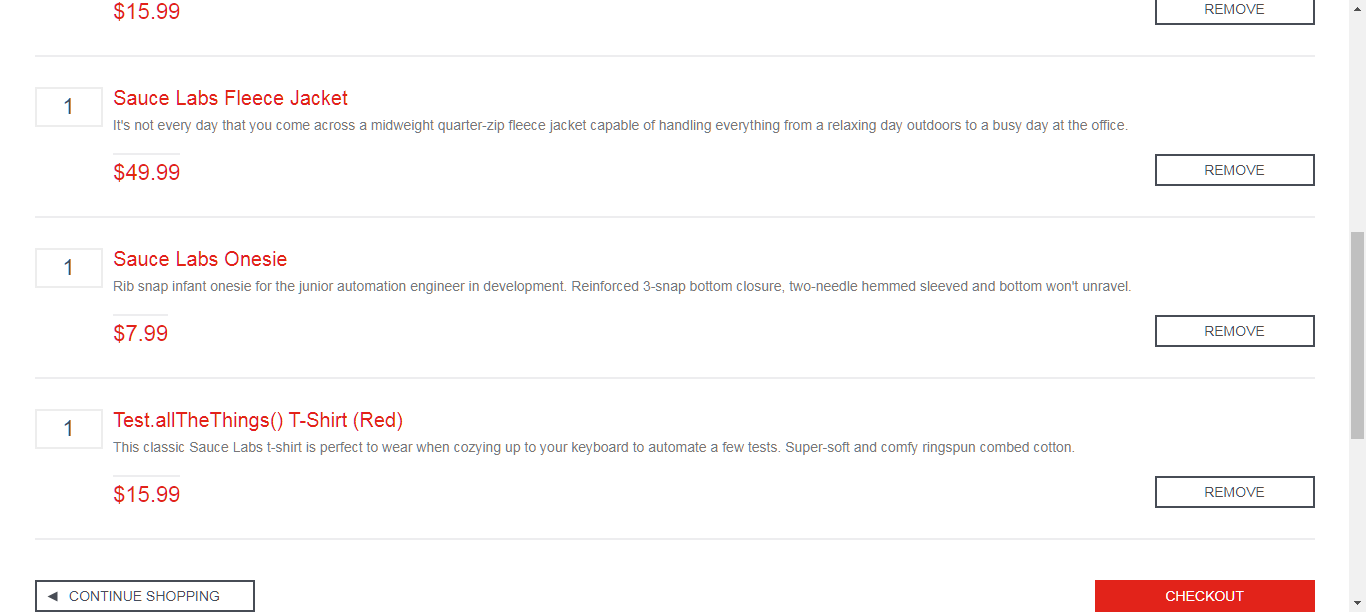 $15.99
REMOVE
1
Sauce Labs Fleece Jacket
It's not every day that you come across a midweight quarter-zip fleece jacket capable of handling everything from a relaxing day outdoors to a busy day at the office.
$49.99
REMOVE
1
Sauce Labs Onesie
Rib snap infant onesie for the junior automation engineer in development. Reinforced 3-snap bottom closure, two-needle hemmed sleeved and bottom won't unravel.
$7.99
REMOVE
1
Test.allTheThings() T-Shirt (Red)
This classic Sauce Labs t-shirt is perfect to wear when cozying up to your keyboard to automate a few tests. Super-soft and comfy ringspun combed cotton.
$15.99
REMOVE
CONTINUE SHOPPING
CHECKOUT